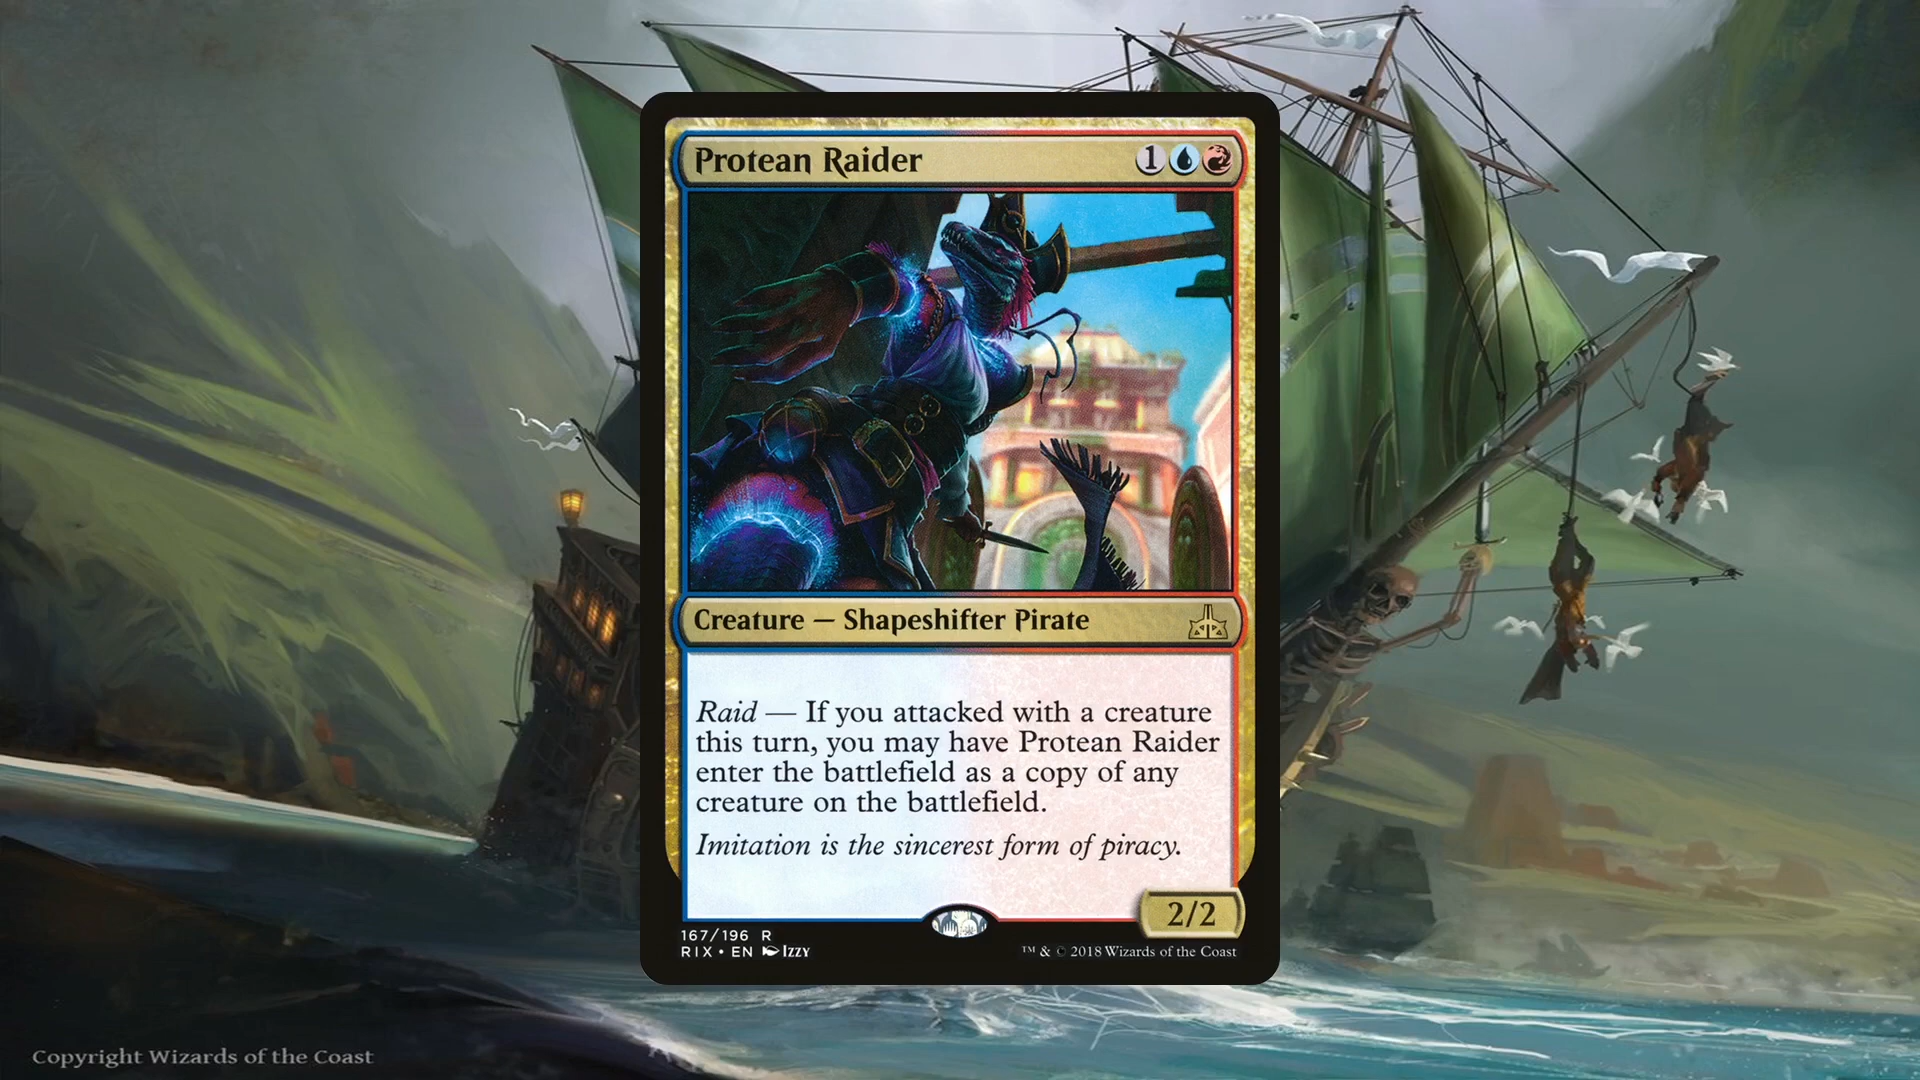 Protean Raider 1
Creature — Shapeshifter Pirate
Raid — If you attacked with a creature
this turn, you may have Protean Raider
enter the battlefield as a copy of any
creature on the battlefield.
Imitation is the sincerest form of piracy.
2/2
167/196 R
RIX • EN Izzy
™ & © 2018 Wizards of the Coast
Copyright Wizards of the Coast